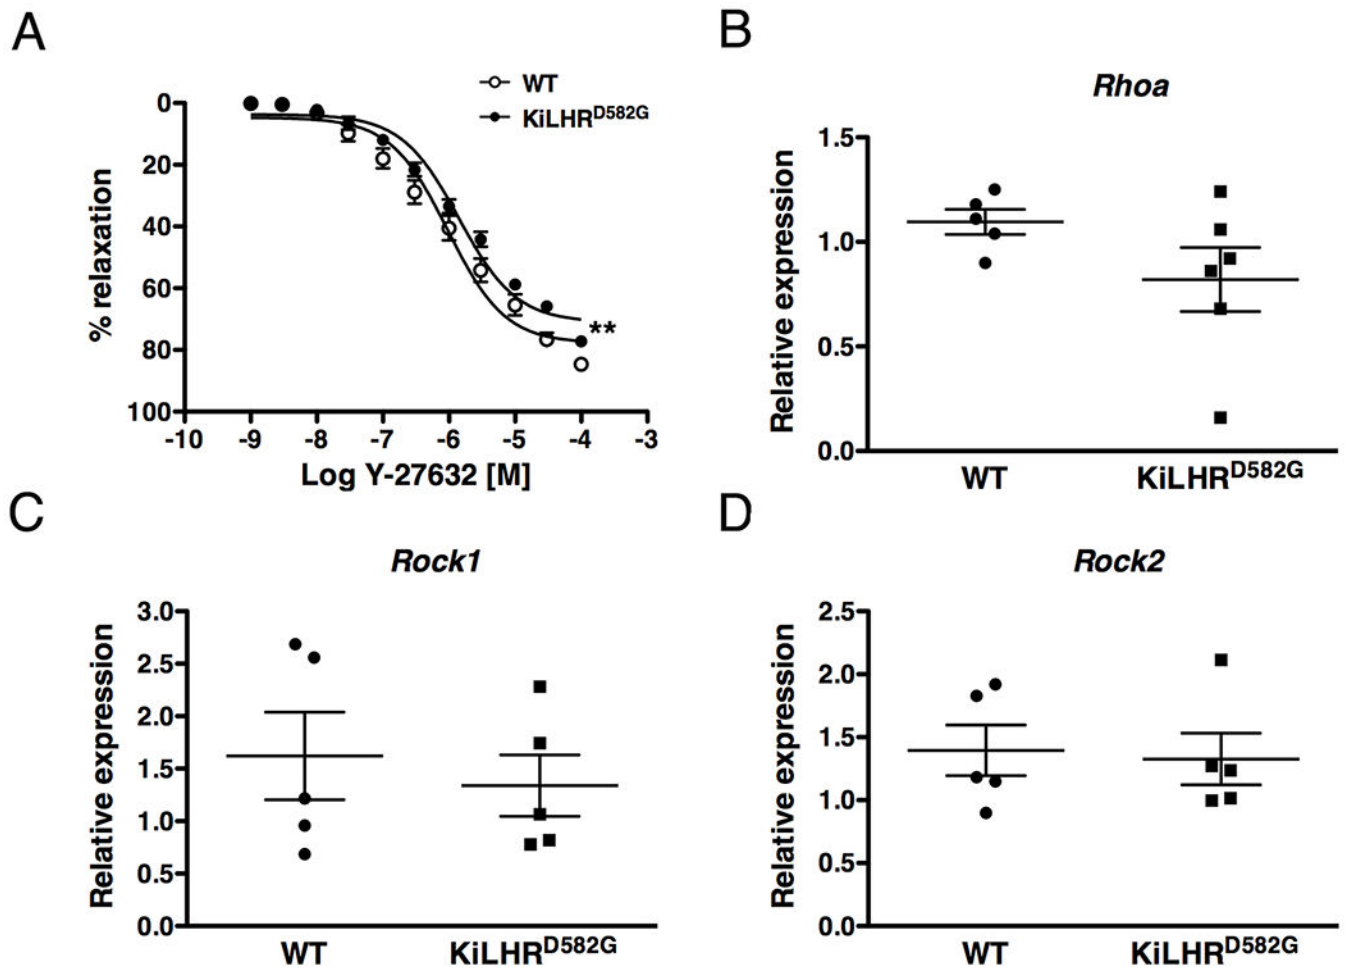 A
WT
KiLHRD582G
0
20
40
60
80
100
% relaxation
**
-10 -9 -8 -7 -6 -5 -4 -3
Log Y-27632 [M]
B
Rhoa
1.5
1.0
0.5
0.0
Relative expression
WT KiLHRD582G
C
Rock1
3.0
2.5
2.0
1.5
1.0
0.5
0.0
Relative expression
WT KiLHRD582G
D
Rock2
2.5
2.0
1.5
1.0
0.5
0.0
Relative expression
WT KiLHRD582G